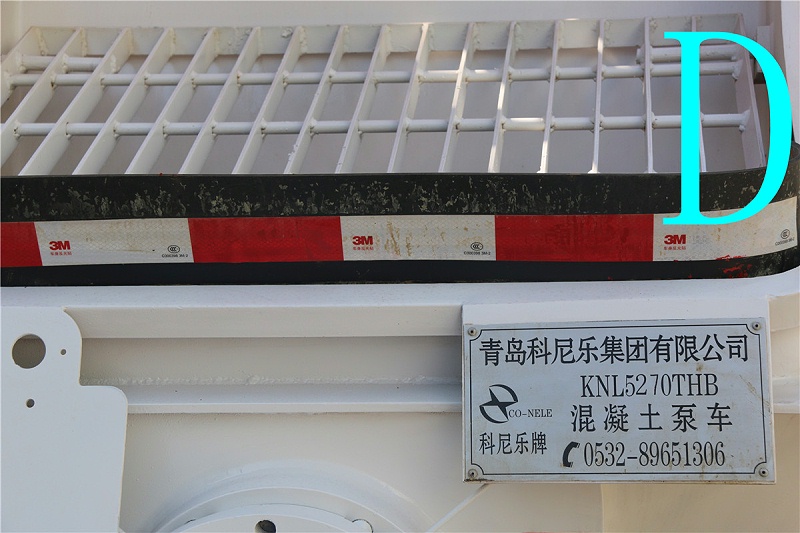 D
3M
3M
3M
青岛科尼乐集团有限公司
KNL5270THB
CO-NELE
混凝土泵车
科尼乐牌
0532-89651306